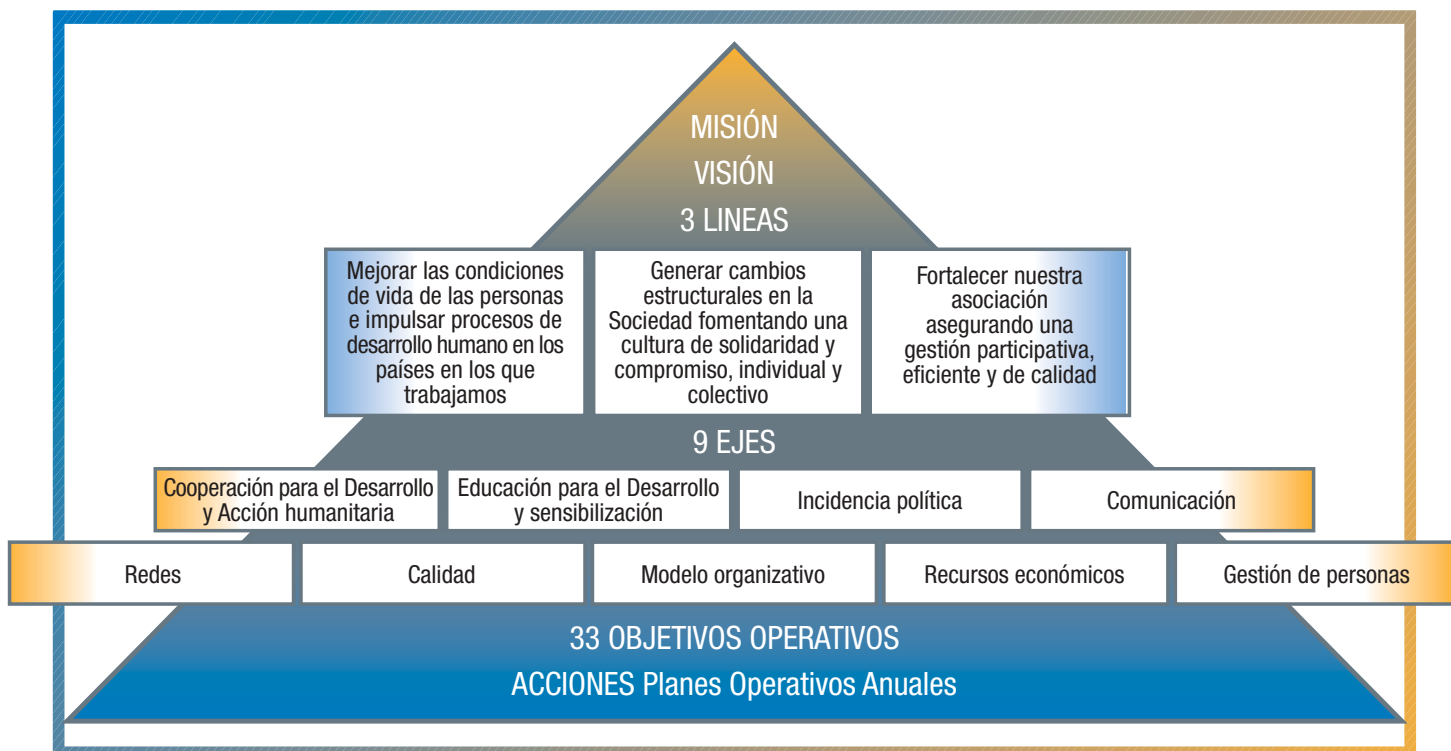 MISIÓN
VISIÓN
3 LINEAS
Mejorar las condiciones
de vida de las personas
e impulsar procesos de
desarrollo humano en los
países en los que
trabajamos
Generar cambios
estructurales en la
Sociedad fomentando una
cultura de solidaridad y
compromiso, individual y
colectivo
Fortalecer nuestra
asociación
asegurando una
gestión participativa,
eficiente y de calidad
9 EJES
Cooperación para el Desarrollo
y Acción humanitaria
Educación para el Desarrollo
y sensibilización
Incidencia política
Comunicación
Redes
Calidad
Modelo organizativo
Recursos económicos
Gestión de personas
33 OBJETIVOS OPERATIVOS
ACCIONES Planes Operativos Anuales